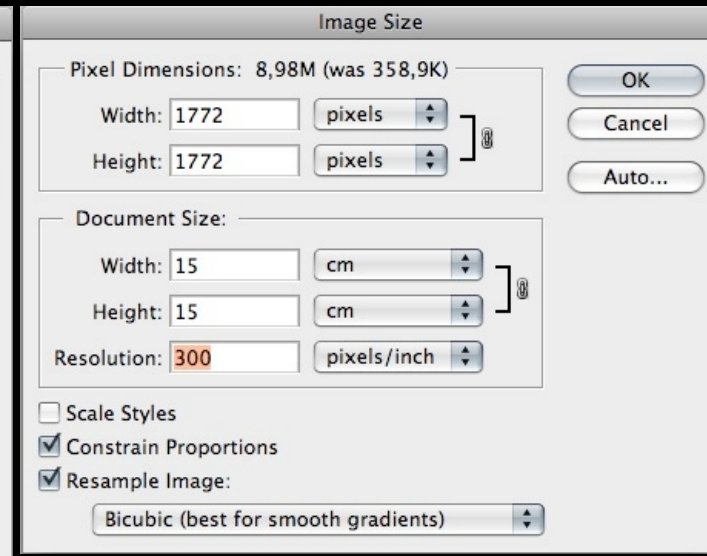 Image Size
Pixel Dimensions: 8,98M (was 358,9K)
Width: 1772 pixels
Height: 1772 pixels
OK
Cancel
Auto...
Document Size:
Width: 15 cm
Height: 15 cm
Resolution: 300 pixels/inch
Scale Styles
Constrain Proportions
Resample Image:
Bicubic (best for smooth gradients)